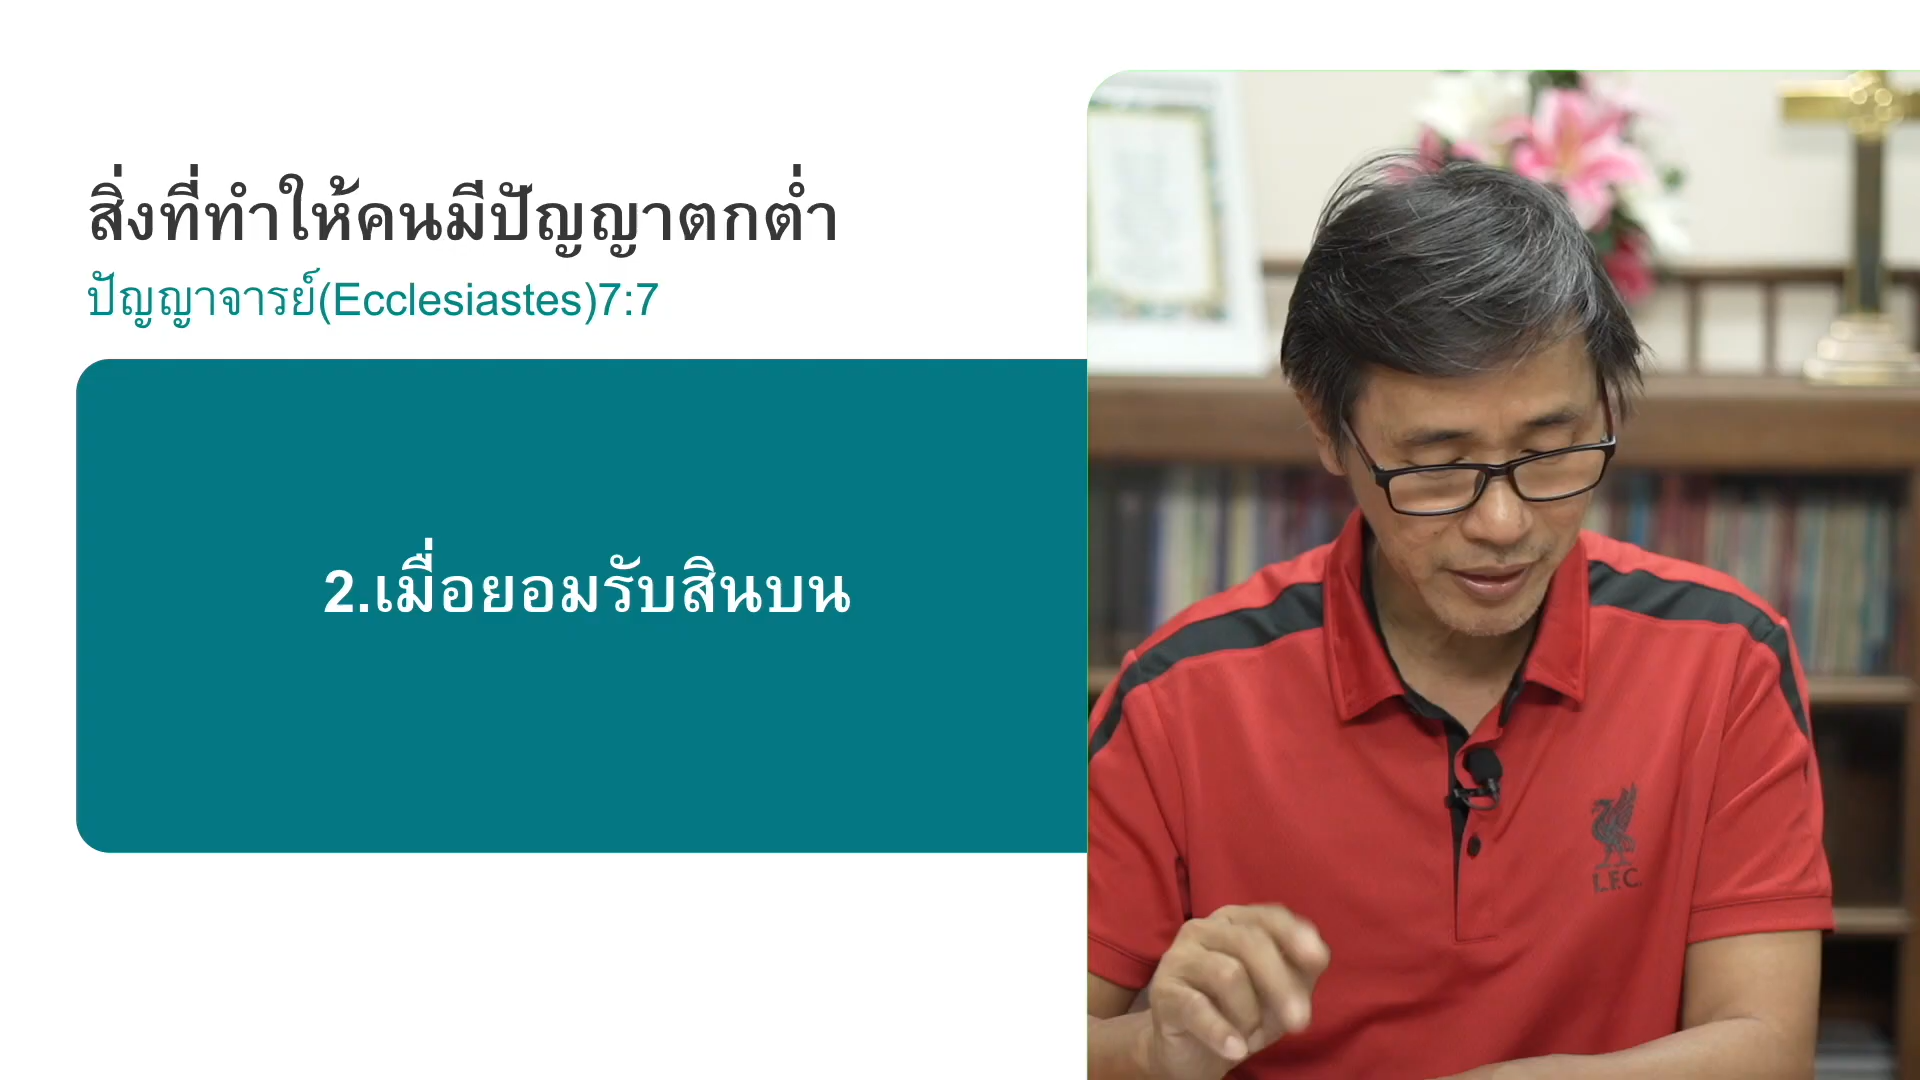 สิ่งที่ทำให้คนมีปัญญาตกต่ำ
ปัญญาจารย์(Ecclesiastes)7:7
2.เมื่อยอมรับสินบน
L.F.C.